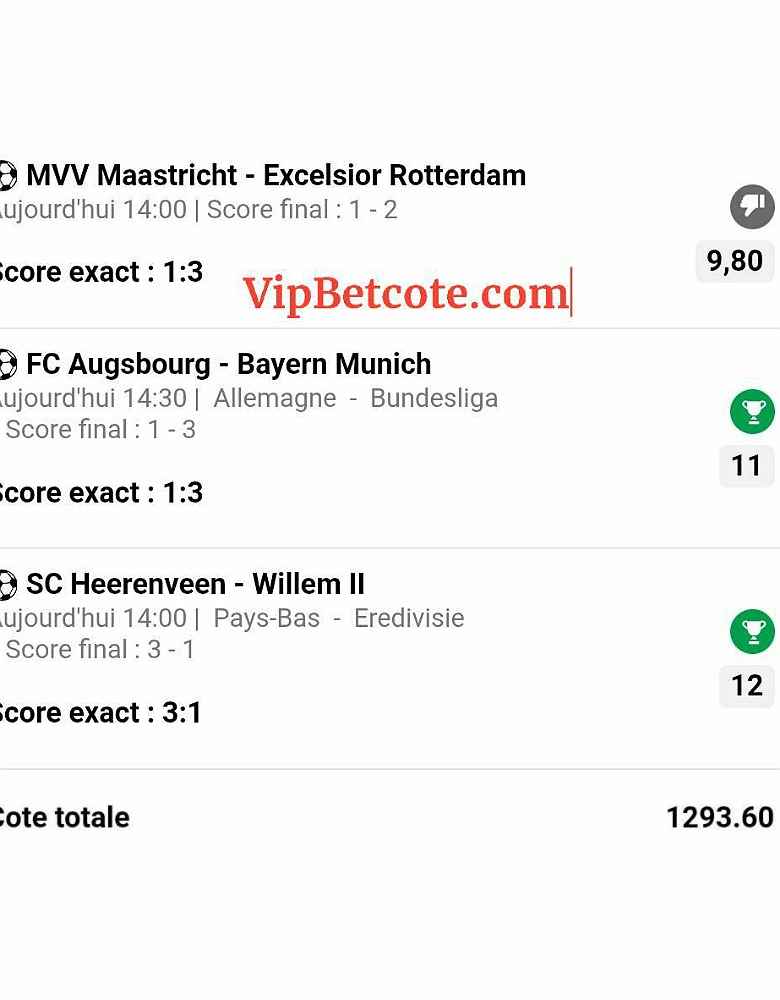 MVV Maastricht - Excelsior Rotterdam
ujourd'hui 14:00 | Score final : 1 - 2
9,80
core exact : 1:3
VipBetcote.com
FC Augsbourg - Bayern Munich
ujourd'hui 14:30 | Allemagne - Bundesliga
Score final : 1 - 3
11
core exact : 1:3
SC Heerenveen - Willem II
ujourd'hui 14:00 | Pays-Bas - Eredivisie
Score final : 3 - 1
12
core exact : 3:1
Cote totale 1293.60